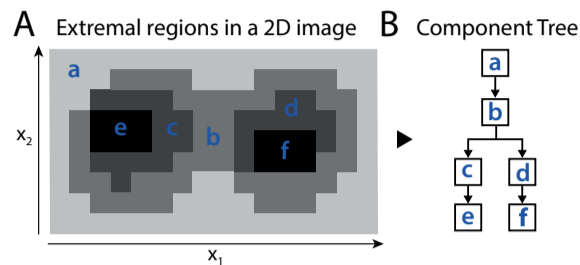 A Extremal regions in a 2D image
B Component Tree
a
e c b d
f
x2
x1
a
b
c d
e f